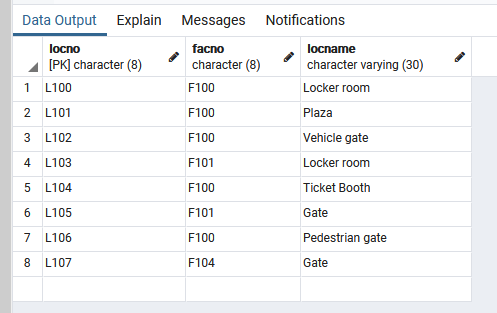 Data Output Explain Messages Notifications
locno facno locname
[PK] character (8) character (8) character varying (30)
1 L100 F100 Locker room
2 L101 F100 Plaza
3 L102 F100 Vehicle gate
4 L103 F101 Locker room
5 L104 F100 Ticket Booth
6 L105 F101 Gate
7 L106 F100 Pedestrian gate
8 L107 F104 Gate